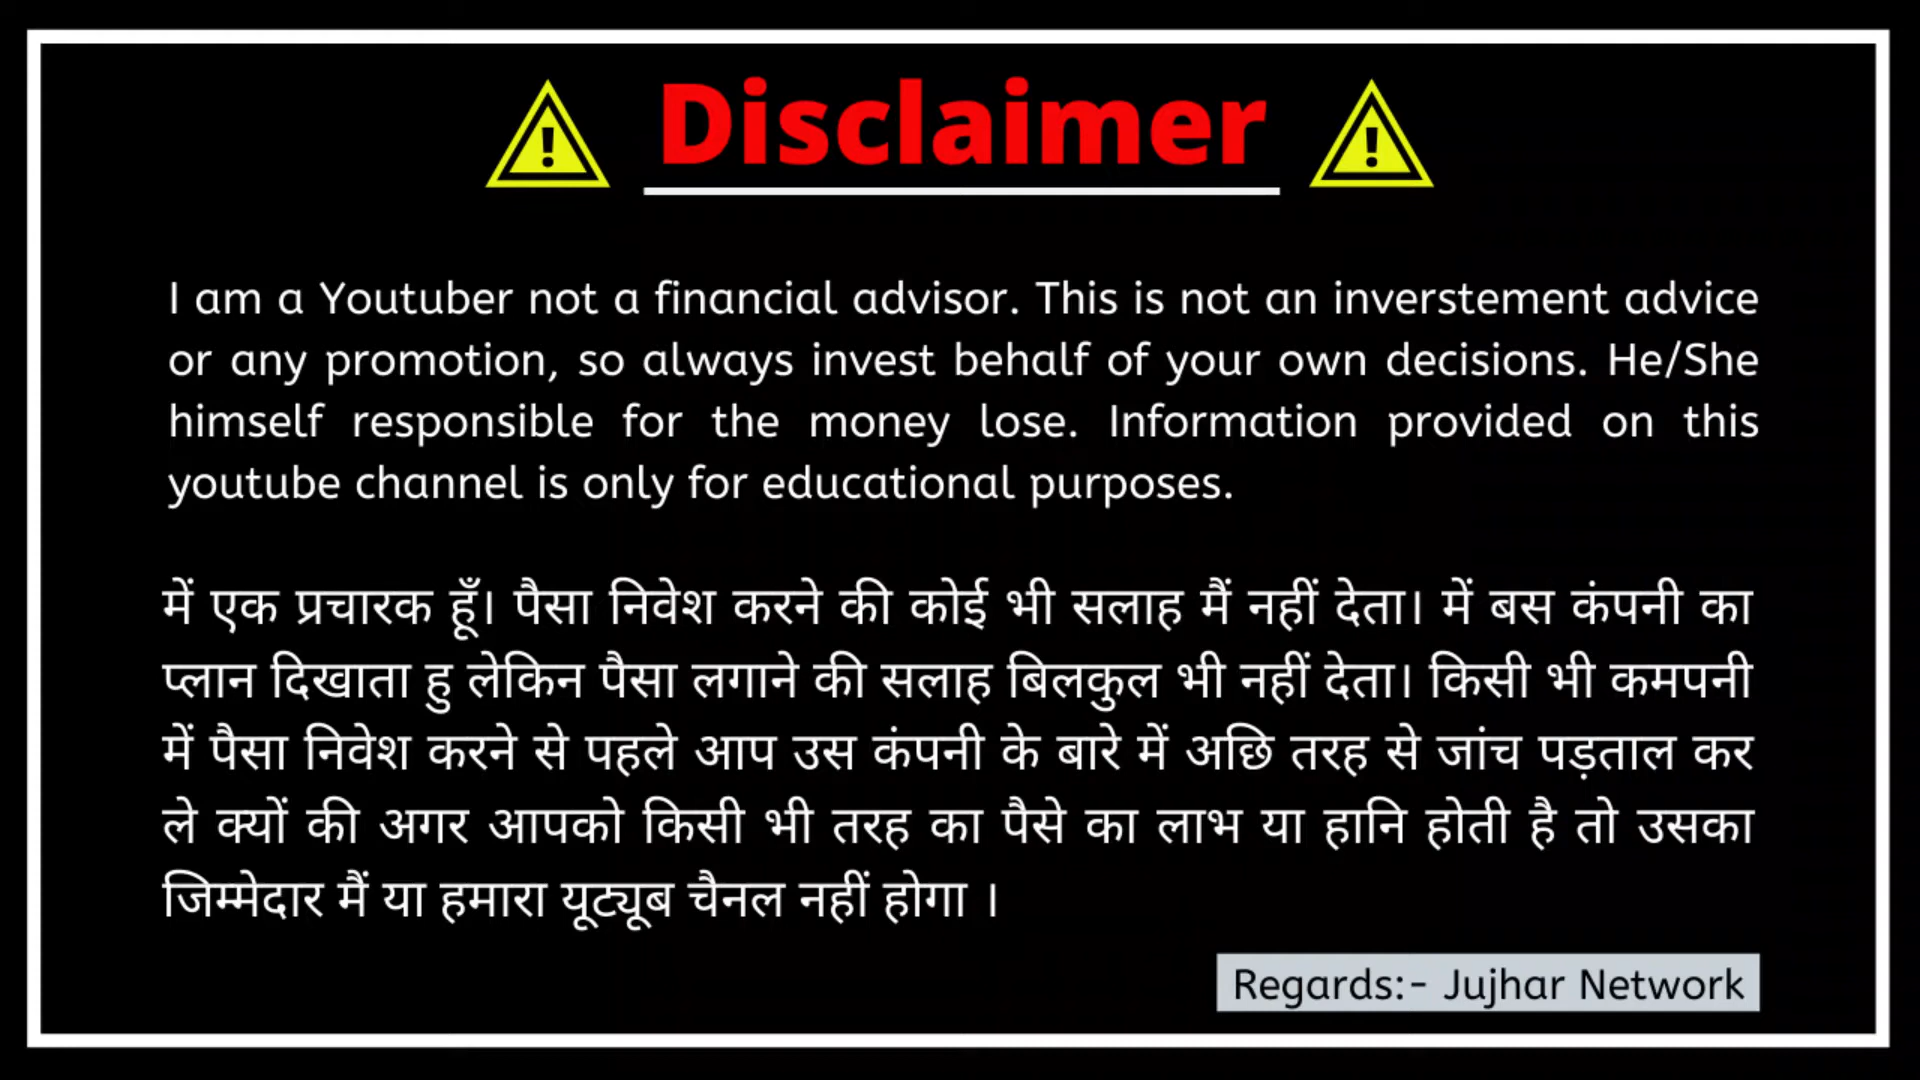 Disclaimer
I am a Youtuber not a financial advisor. This is not an inverstement advice
or any promotion, so always invest behalf of your own decisions. He/She
himself responsible for the money lose. Information provided on this
youtube channel is only for educational purposes.
में एक प्रचारक हूँ। पैसा निवेश करने की कोई भी सलाह मैं नहीं देता। में बस कंपनी का
प्लान दिखाता हु लेकिन पैसा लगाने की सलाह बिलकुल भी नहीं देता। किसी भी कमपनी
में पैसा निवेश करने से पहले आप उस कंपनी के बारे में अछि तरह से जांच पड़ताल कर
ले क्यों की अगर आपको किसी भी तरह का पैसे का लाभ या हानि होती है तो उसका
जिम्मेदार मैं या हमारा यूट्यूब चैनल नहीं होगा ।
Regards:- Jujhar Network